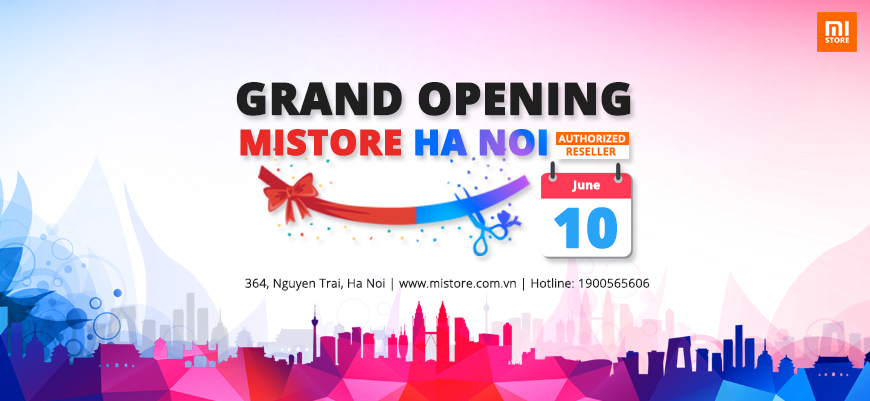 MI
STORE
GRAND OPENING
MISTORE HA NOI
AUTHORIZED
RESELLER
June
10
364, Nguyen Trai, Ha Noi | www.mistore.com.vn | Hotline: 1900565606